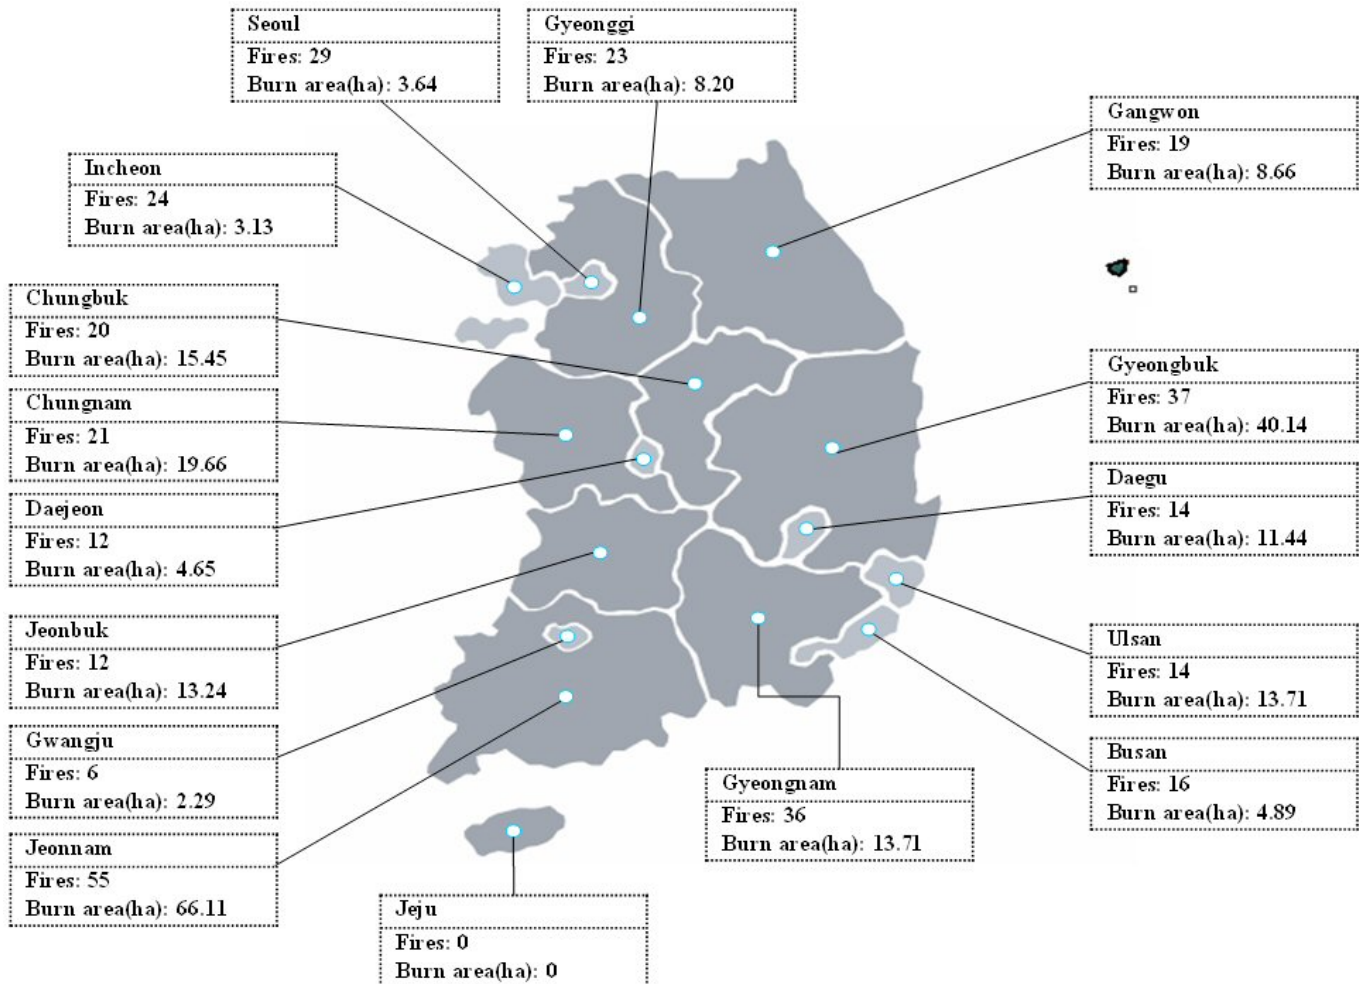 Seoul
Fires: 29
Burn area(ha): 3.64
Gyeonggi
Fires: 23
Burn area(ha): 8.20
Gangwon
Fires: 19
Burn area(ha): 8.66
Incheon
Fires: 24
Burn area(ha): 3.13
Chungbuk
Fires: 20
Burn area(ha): 15.45
Gyeongbuk
Fires: 37
Burn area(ha): 40.14
Chungnam
Fires: 21
Burn area(ha): 19.66
Daegu
Fires: 14
Burn area(ha): 11.44
Daejeon
Fires: 12
Burn area(ha): 4.65
Jeonbuk
Fires: 12
Burn area(ha): 13.24
Ulsan
Fires: 14
Burn area(ha): 13.71
Gwangju
Fires: 6
Burn area(ha): 2.29
Busan
Fires: 16
Burn area(ha): 4.89
Gyeongnam
Fires: 36
Burn area(ha): 13.71
Jeonnam
Fires: 55
Burn area(ha): 66.11
Jeju
Fires: 0
Burn area(ha): 0